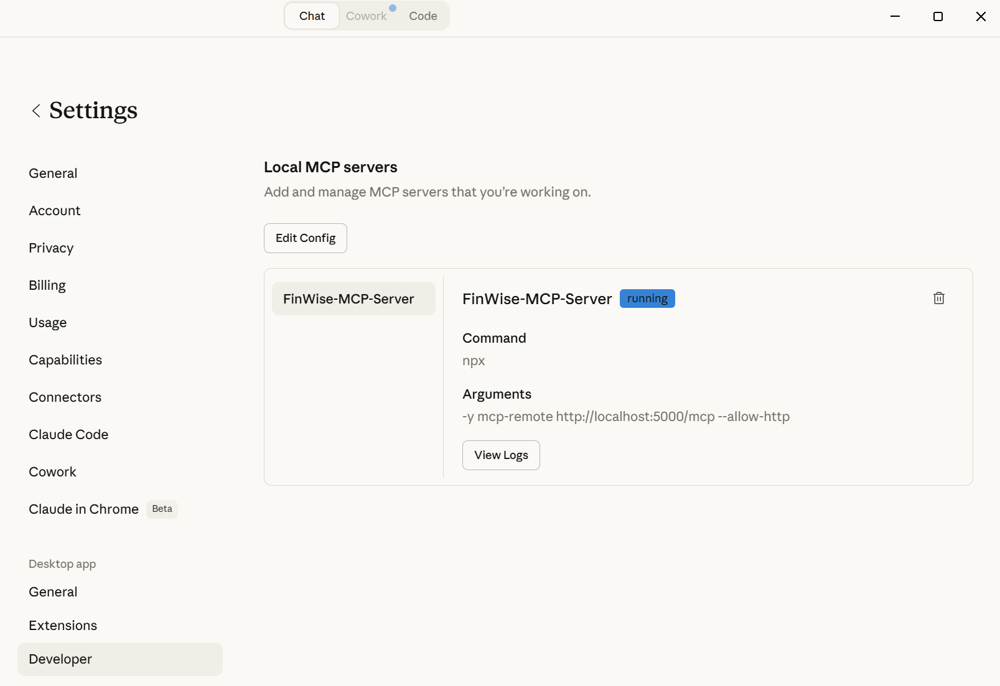 Chat Cowork Code
Settings
General
Account
Privacy
Billing
Usage
Capabilities
Connectors
Claude Code
Cowork
Claude in Chrome Beta
Desktop app
General
Extensions
Developer
Local MCP servers
Add and manage MCP servers that you’re working on.
Edit Config
FinWise-MCP-Server
FinWise-MCP-Server running
Command
npx
Arguments
-y mcp-remote http://localhost:5000/mcp --allow-http
View Logs